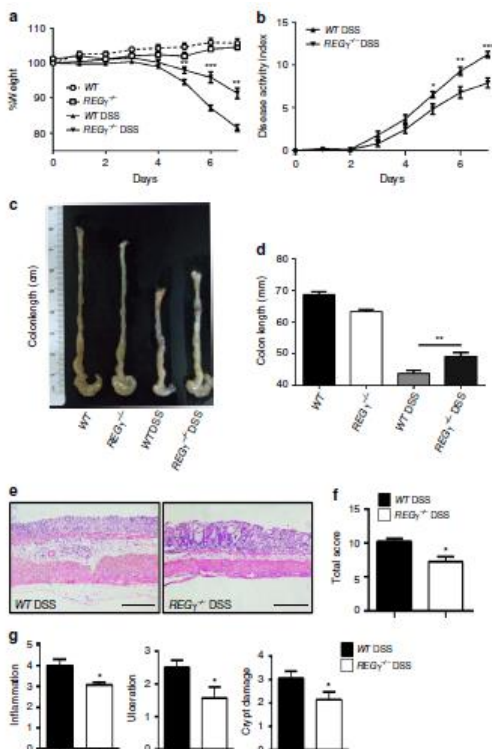 a
%Weight
110
100
90
80
0
2
4
6
Days
WT
REGγ-/-
WT DSS
REGγ-/- DSS
**
***
**
b
Disease activity index
15
10
5
0
0
2
4
6
Days
WT DSS
REGγ-/- DSS
*
**
***
c
Colon length (cm)
WT
REGγ-/-
WT DSS
REGγ-/- DSS
d
Colon length (mm)
80
70
60
50
40
**
WT
REGγ-/-
WT DSS
REGγ-/- DSS
e
WT DSS
REGγ-/- DSS
f
WT DSS
REGγ-/- DSS
Total score
15
10
5
0
*
g
Inflammation
5
4
3
2
1
0
*
Ulceration
3
2
1
0
*
Crypt damage
4
3
2
1
0
*
WT DSS
REGγ-/- DSS